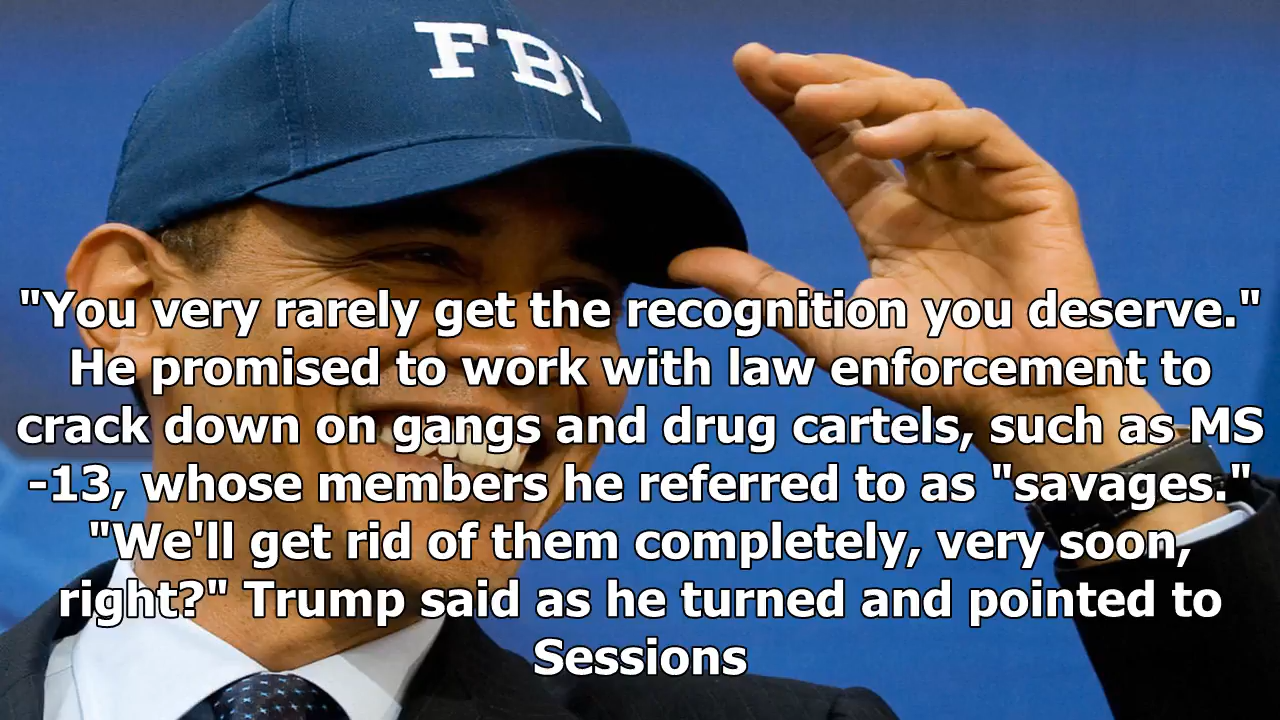 FBI
"You very rarely get the recognition you deserve."
He promised to work with law enforcement to
crack down on gangs and drug cartels, such as MS
-13, whose members he referred to as "savages."
"We'll get rid of them completely, very soon,
right?" Trump said as he turned and pointed to
Sessions